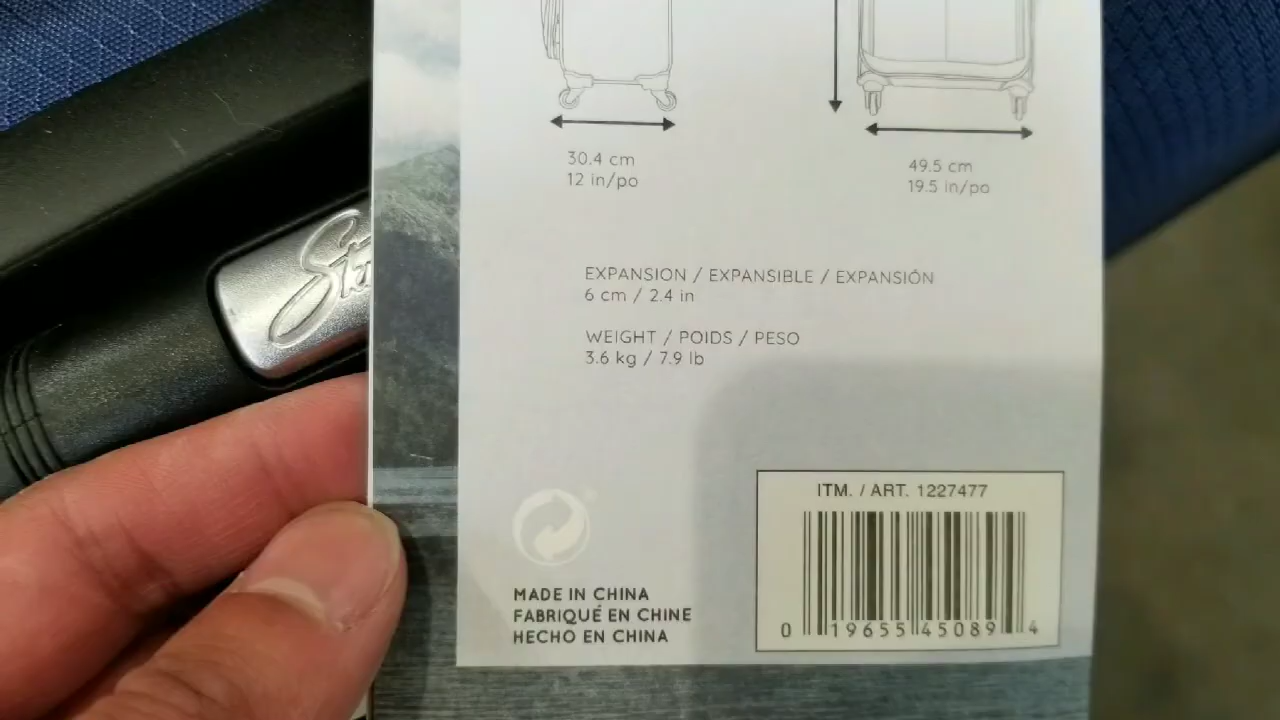 30.4 cm
12 in/po
49.5 cm
19.5 in/po
EXPANSION / EXPANSIBLE / EXPANSIÓN
6 cm / 2.4 in
WEIGHT / POIDS / PESO
3.6 kg / 7.9 lb
ITM. / ART. 1227477
0 19655 45089 4
MADE IN CHINA
FABRIQUÉ EN CHINE
HECHO EN CHINA